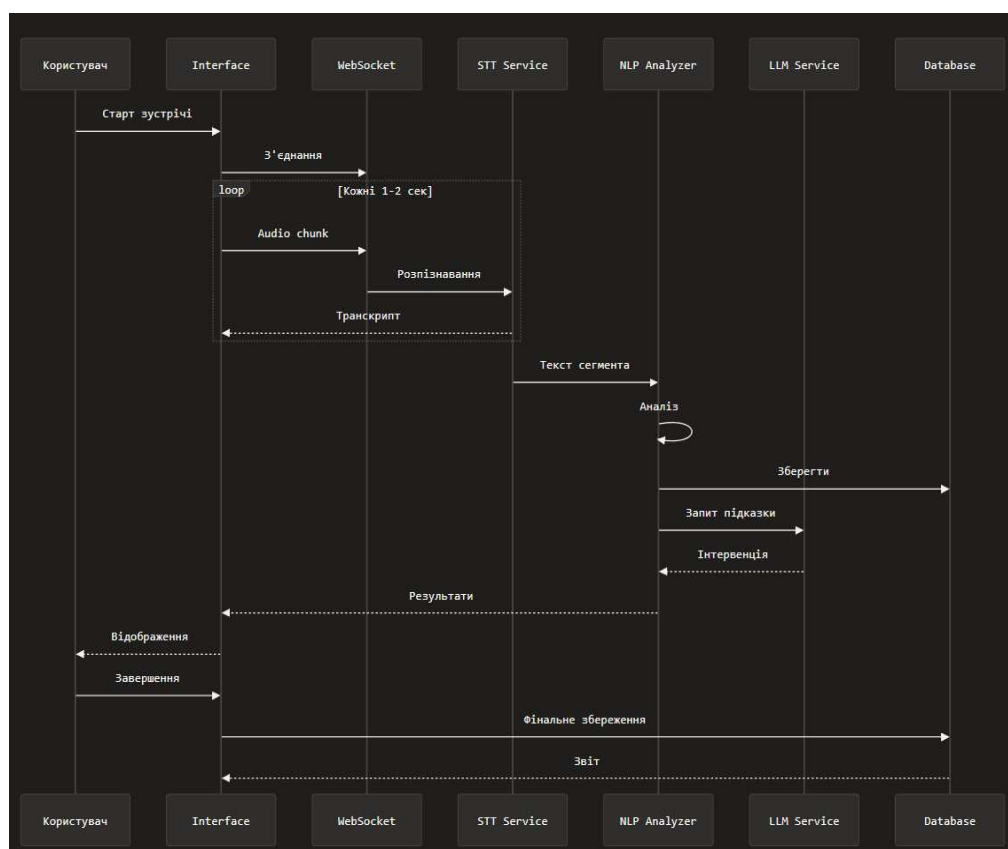 Користувач Interface WebSocket STT Service NLP Analyzer LLM Service Database
Старт зустрічі
З'єднання
loop [Кожні 1-2 сек]
Audio chunk
Розпізнавання
Транскрипт
Текст сегмента
Аналіз
Зберегти
Запит підказки
Інтервенція
Результати
Відображення
Завершення
Фінальне збереження
Звіт
Користувач Interface WebSocket STT Service NLP Analyzer LLM Service Database